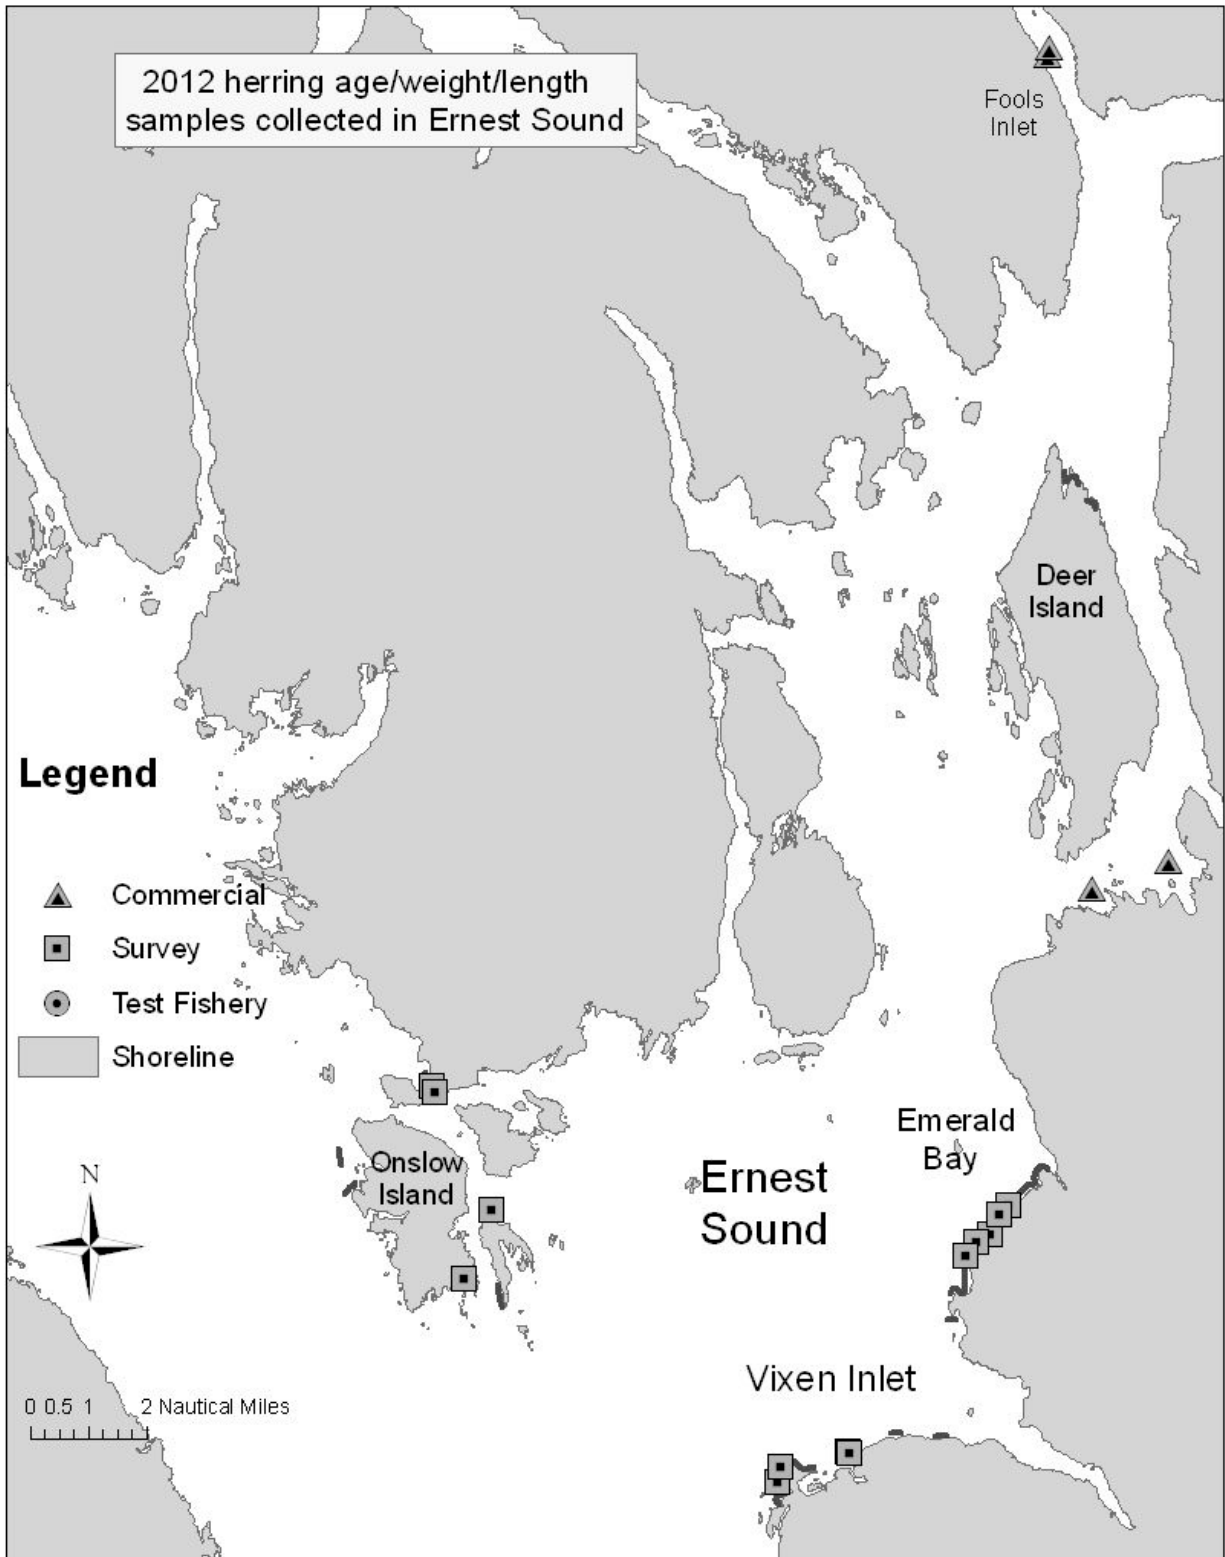 2012 herring age/weight/length
samples collected in Ernest Sound
Fools
Inlet
Deer
Island
Legend
Commercial
Survey
Test Fishery
Shoreline
Emerald
Bay
Onslow
Island
Ernest
Sound
N
Vixen Inlet
0 0.5 1 2 Nautical Miles